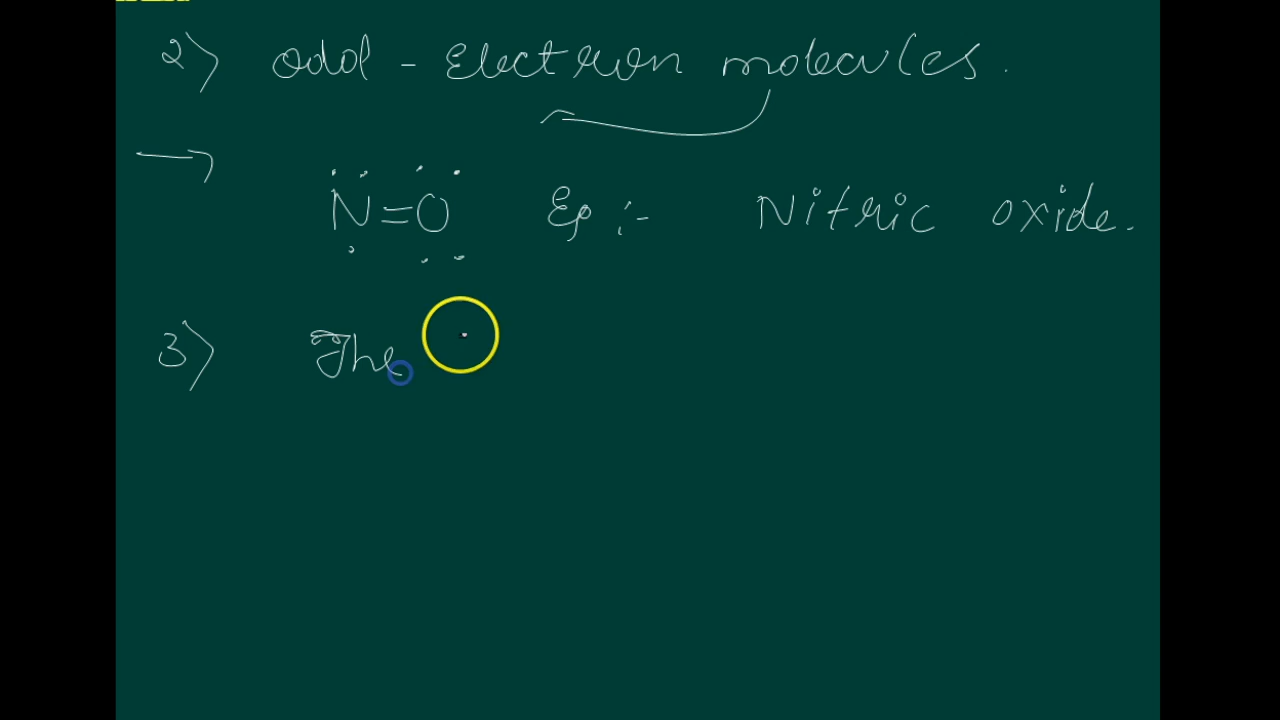 2) odd - Electron molecules.
→ N=O Eg :- Nitric oxide.
3) The